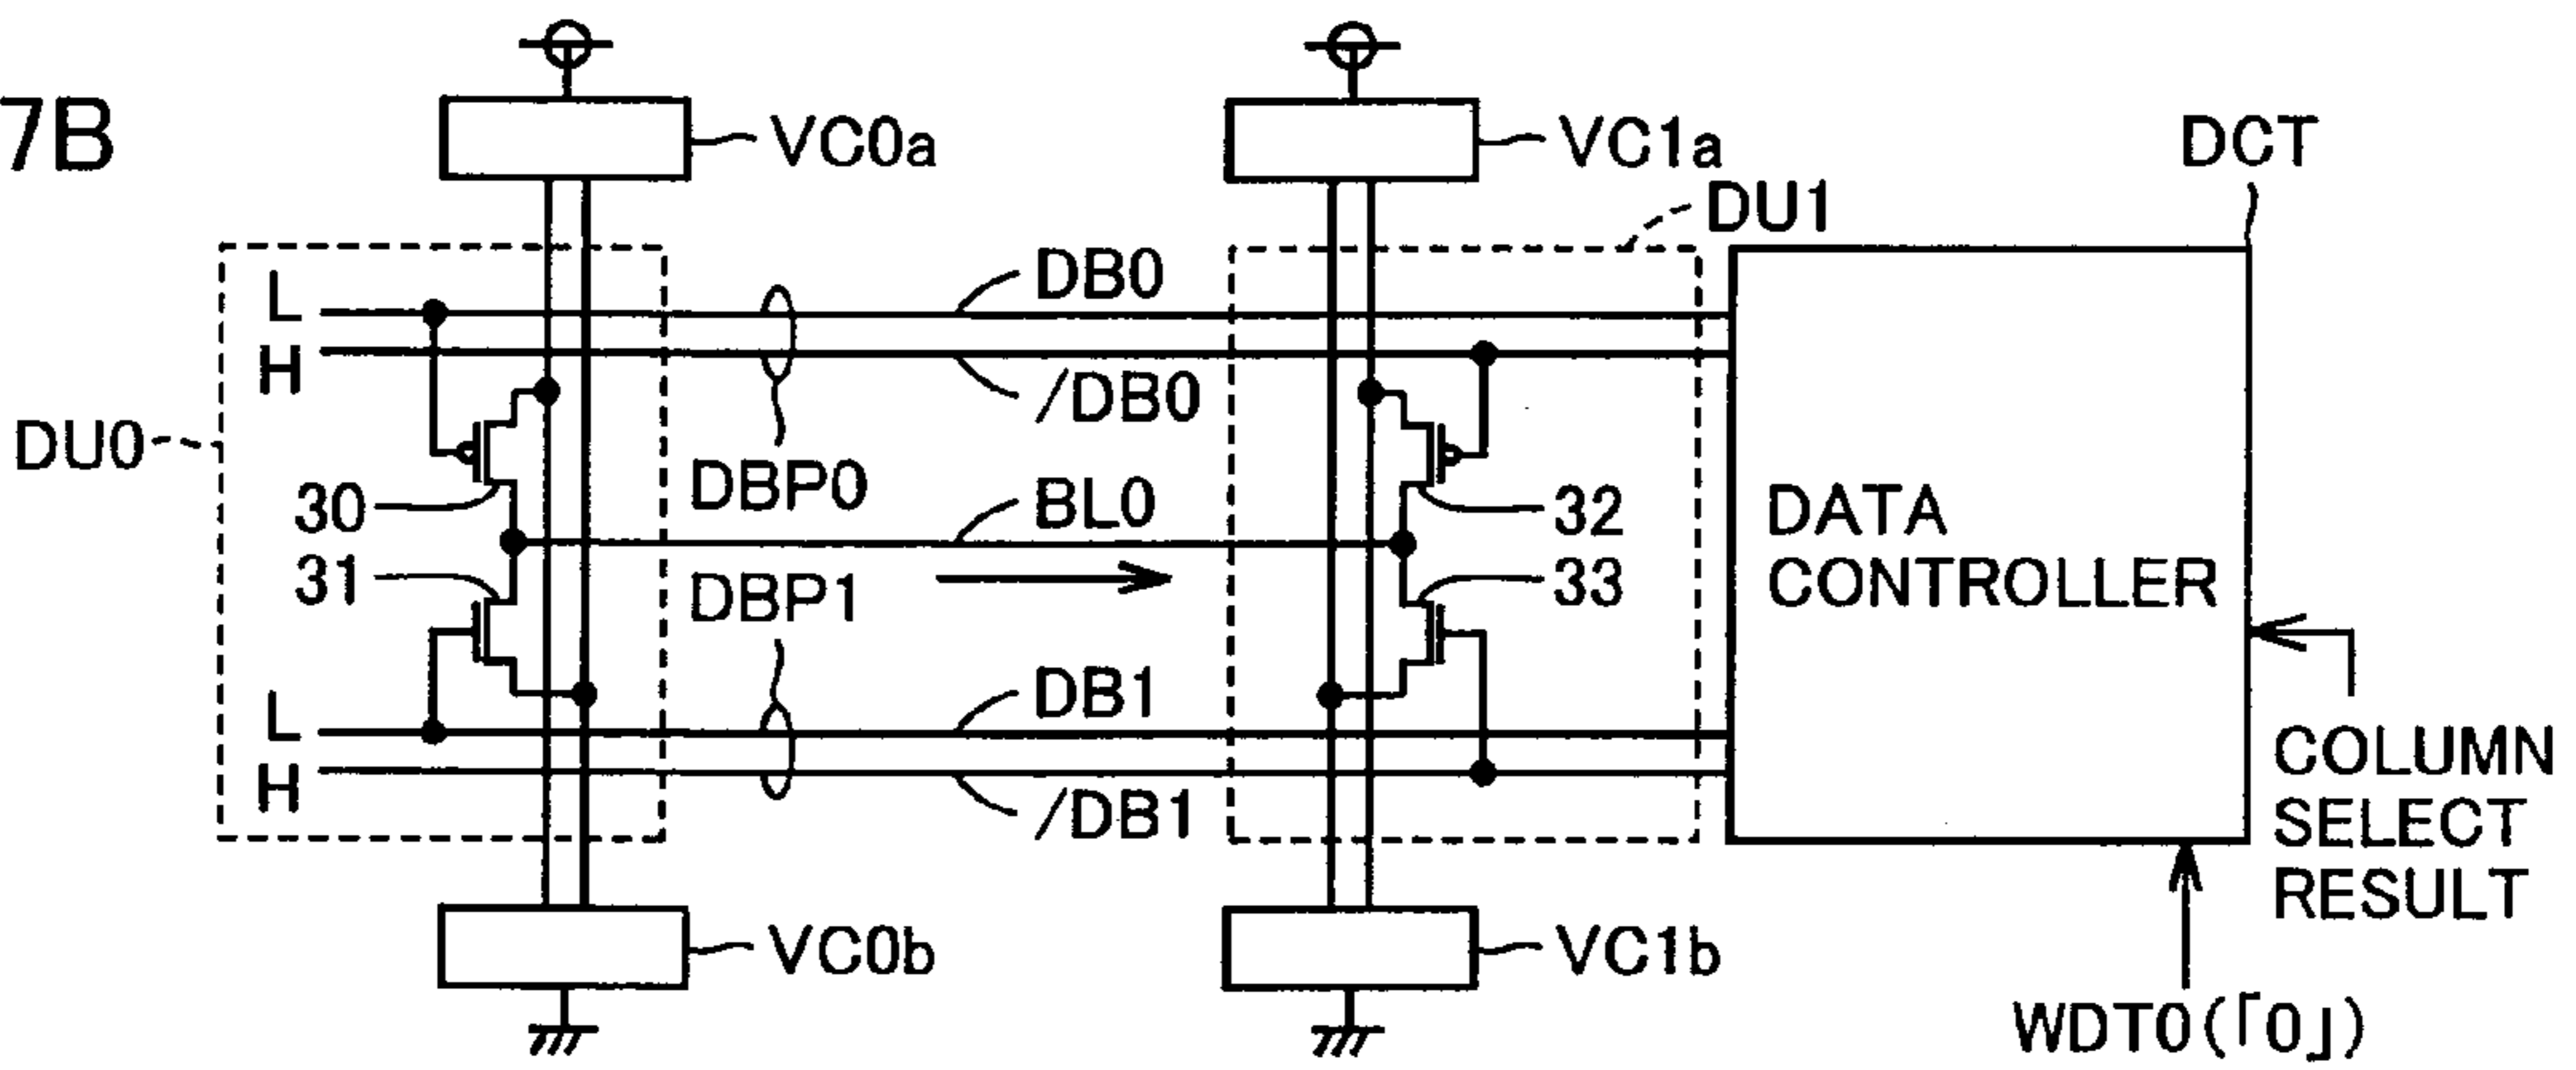 7B
VC0a
VC1a
DCT
DU1
L
DB0
H
/DB0
DU0
DBP0
30
BL0
32
DATA
CONTROLLER
31
DBP1
33
L
DB1
H
/DB1
COLUMN
SELECT
RESULT
VC0b
VC1b
WDT0(「0」)